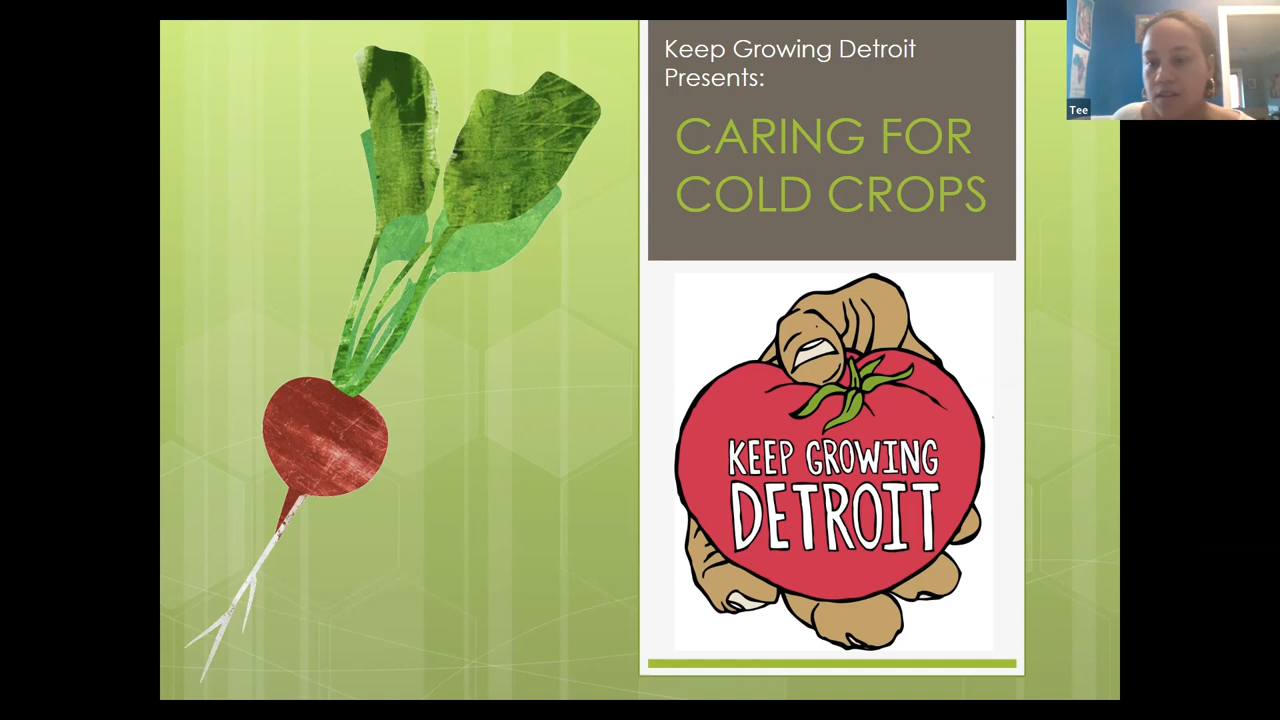 Keep Growing Detroit
Presents:
CARING FOR
COLD CROPS
KEEP GROWING
DETROIT
Tee